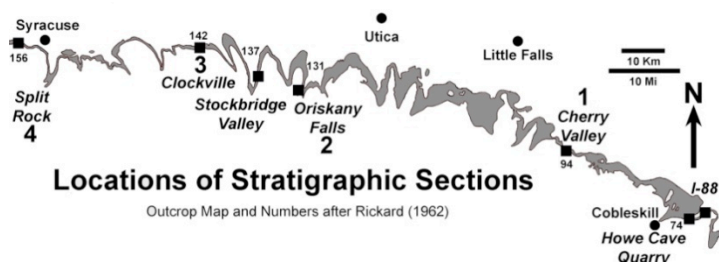 Syracuse
156
Split
Rock
4
142
3
Clockville
137
Stockbridge
Valley
131
Oriskany
Falls
2
Utica
Little Falls
10 Km
10 Mi
N
1
Cherry
Valley
94
I-88
Cobleskill
74
Howe Cave
Quarry
Locations of Stratigraphic Sections
Outcrop Map and Numbers after Rickard (1962)